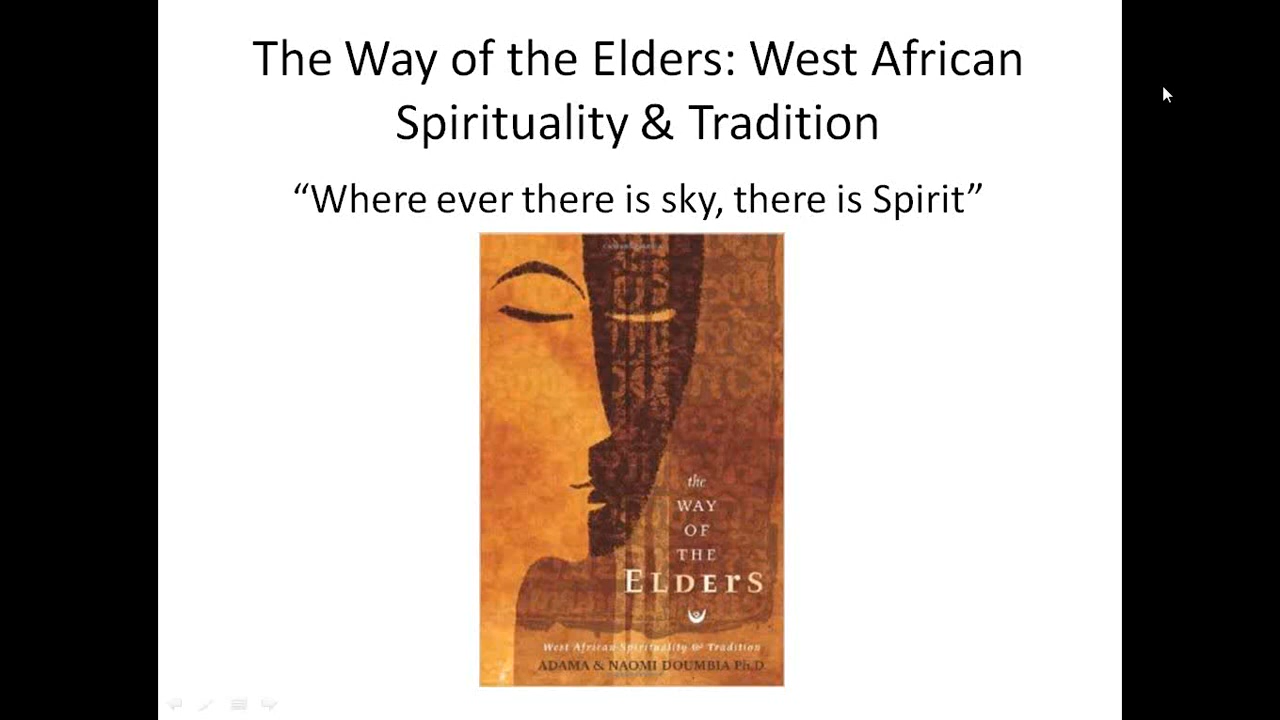 The Way of the Elders: West African
Spirituality & Tradition
“Where ever there is sky, there is Spirit”
the
WAY
OF
THE
ELDERS
West African Spirituality & Tradition
ADAMA & NAOMI DOUMBIA Ph.D.